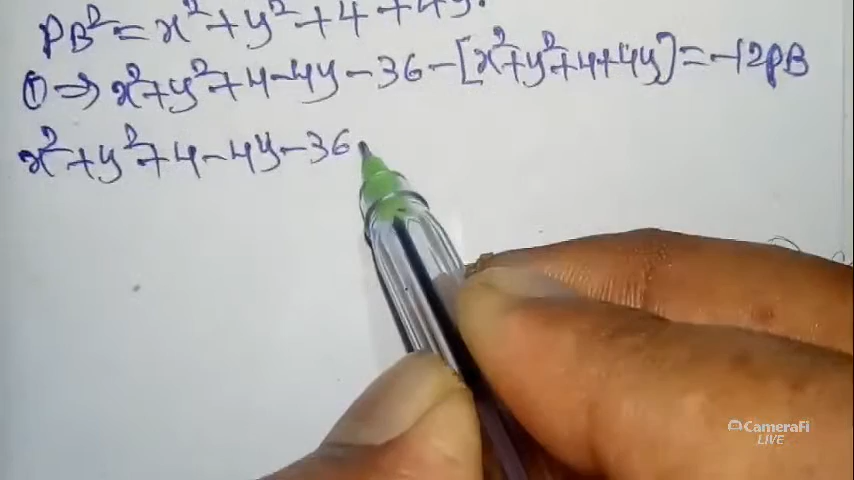 PB² = x² + y² + 4 + 4y.
① ⇒ x² + y² + 4 - 4y - 36 - [x² + y² + 4 + 4y] = -12PB
x² + y² + 4 - 4y - 36
CameraFi
LIVE